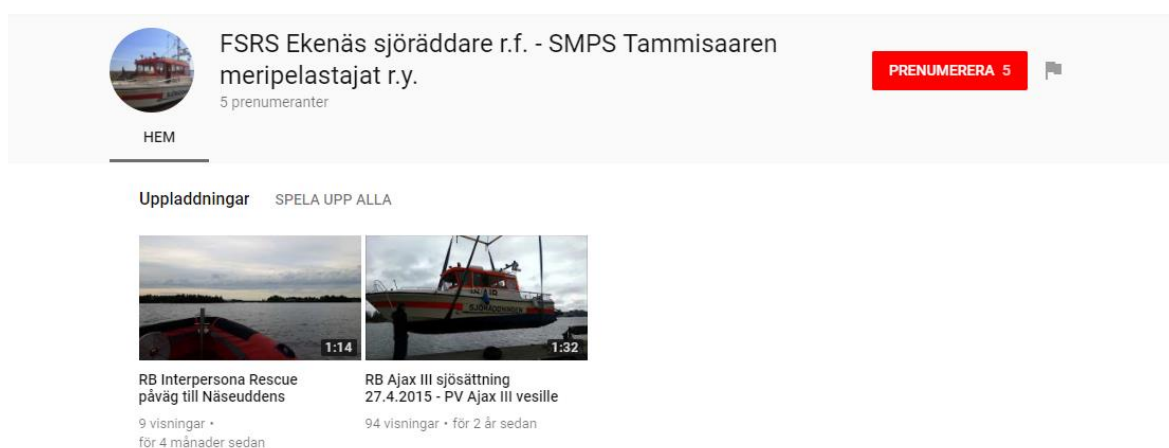 FSRS Ekenäs sjöräddare r.f. - SMPS Tammisaaren
meripelastajat r.y.
5 prenumeranter
PRENUMERERA 5
HEM
Uppladdningar SPELA UPP ALLA
1:14
1:32
SJÖRÄDDNINGEN
RB Interpersona Rescue
påväg till Näseuddens
9 visningar •
för 4 månader sedan
RB Ajax III sjösättning
27.4.2015 - PV Ajax III vesille
94 visningar • för 2 år sedan